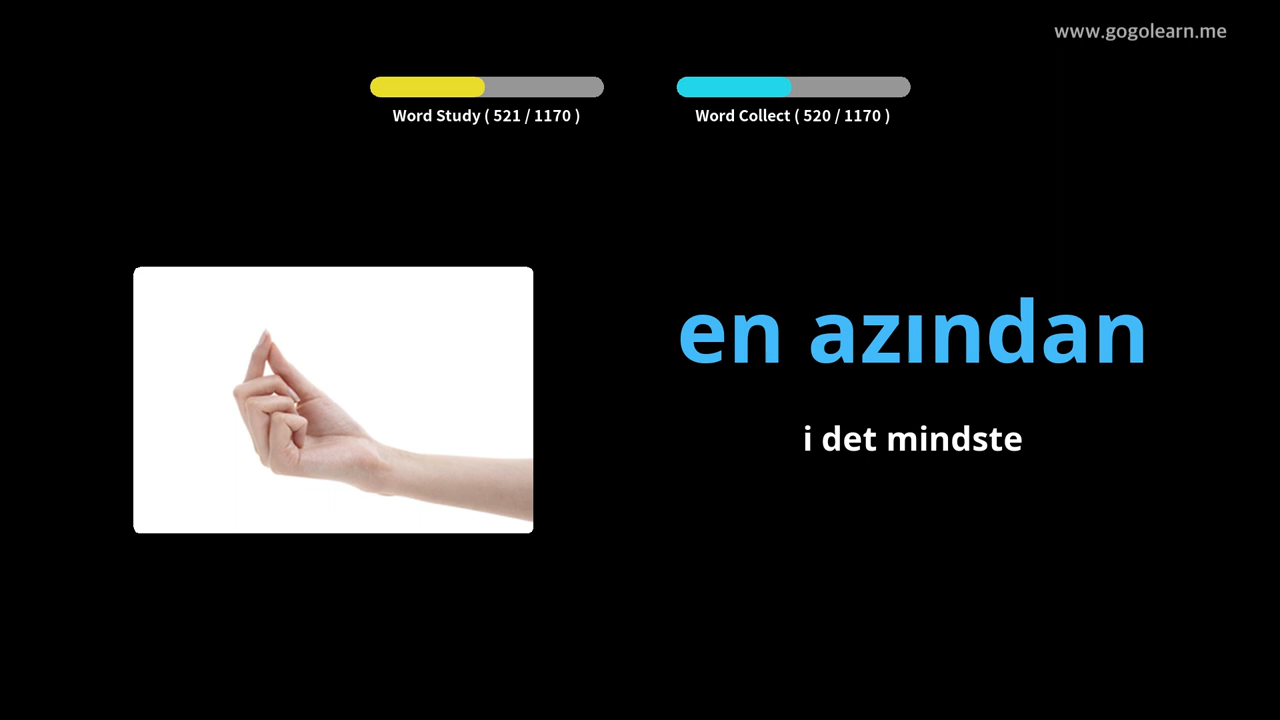 www.gogolearn.me
Word Study ( 521 / 1170 )
Word Collect ( 520 / 1170 )
en azından
i det mindste